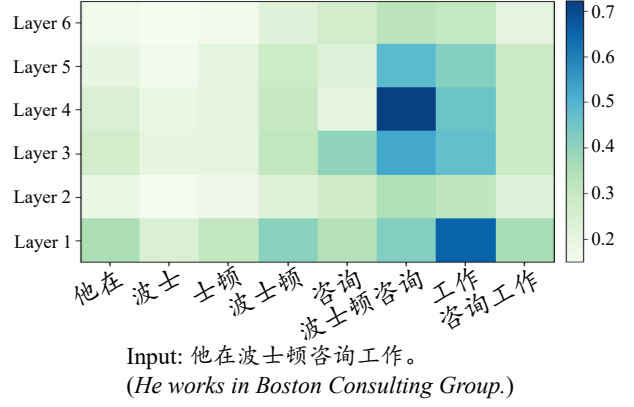 Layer 6
Layer 5
Layer 4
Layer 3
Layer 2
Layer 1
0.7
0.6
0.5
0.4
0.3
0.2
他在
波士
士顿
波士顿
咨询
波士顿咨询
工作
咨询工作
Input: 他在波士顿咨询工作。
(He works in Boston Consulting Group.)